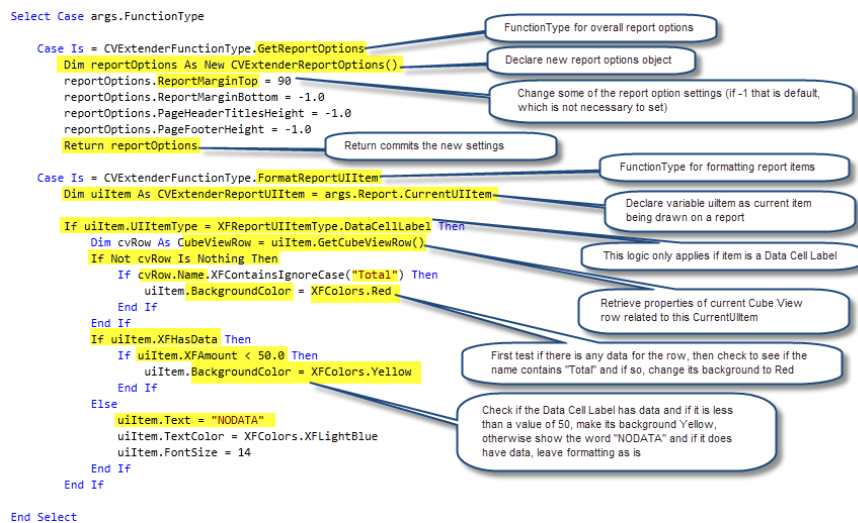 Select Case args.FunctionType
Case Is = CVExtenderFunctionType.GetReportOptions
Dim reportOptions As New CVExtenderReportOptions()
reportOptions.ReportMarginTop = 90
reportOptions.ReportMarginBottom = -1.0
reportOptions.PageHeaderTitlesHeight = -1.0
reportOptions.PageFooterHeight = -1.0
Return reportOptions
Case Is = CVExtenderFunctionType.FormatReportUIItem
Dim uiItem As CVExtenderReportUIItem = args.Report.CurrentUIItem
If uiItem.UIItemType = XFReportUIItemType.DataCellLabel Then
Dim cvRow As CubeViewRow = uiItem.GetCubeViewRow()
If Not cvRow Is Nothing Then
If cvRow.Name.XFContainsIgnoreCase("Total") Then
uiItem.BackgroundColor = XFColors.Red
End If
End If
If uiItem.XFHasData Then
If uiItem.XFAmount < 50.0 Then
uiItem.BackgroundColor = XFColors.Yellow
End If
Else
uiItem.Text = "NODATA"
uiItem.TextColor = XFColors.XFLightBlue
uiItem.FontSize = 14
End If
End If
End Select
FunctionType for overall report options
Declare new report options object
Change some of the report option settings (if -1 that is default,
which is not necessary to set)
Return commits the new settings
FunctionType for formatting report items
Declare variable uiItem as current item
being drawn on a report
This logic only applies if item is a Data Cell Label
Retrieve properties of current Cube View
row related to this CurrentUIItem
First test if there is any data for the row, then check to see if the
name contains "Total" and if so, change its background to Red
Check if the Data Cell Label has data and if it is less
than a value of 50, make its background Yellow,
otherwise show the word "NODATA" and if it does
have data, leave formatting as is